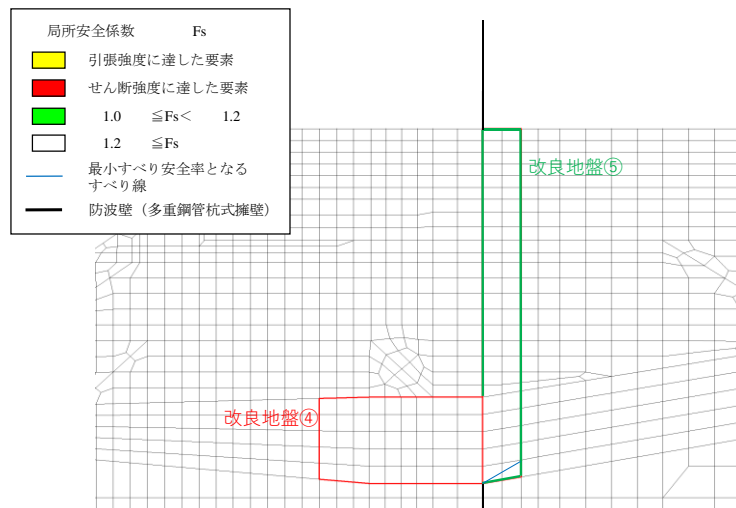 局所安全係数 Fs
引張強度に達した要素
せん断強度に達した要素
1.0 ≦Fs< 1.2
1.2 ≦Fs
最小すべり安全率となる
すべり線
防波壁（多重鋼管杭式擁壁）
改良地盤⑤
改良地盤④